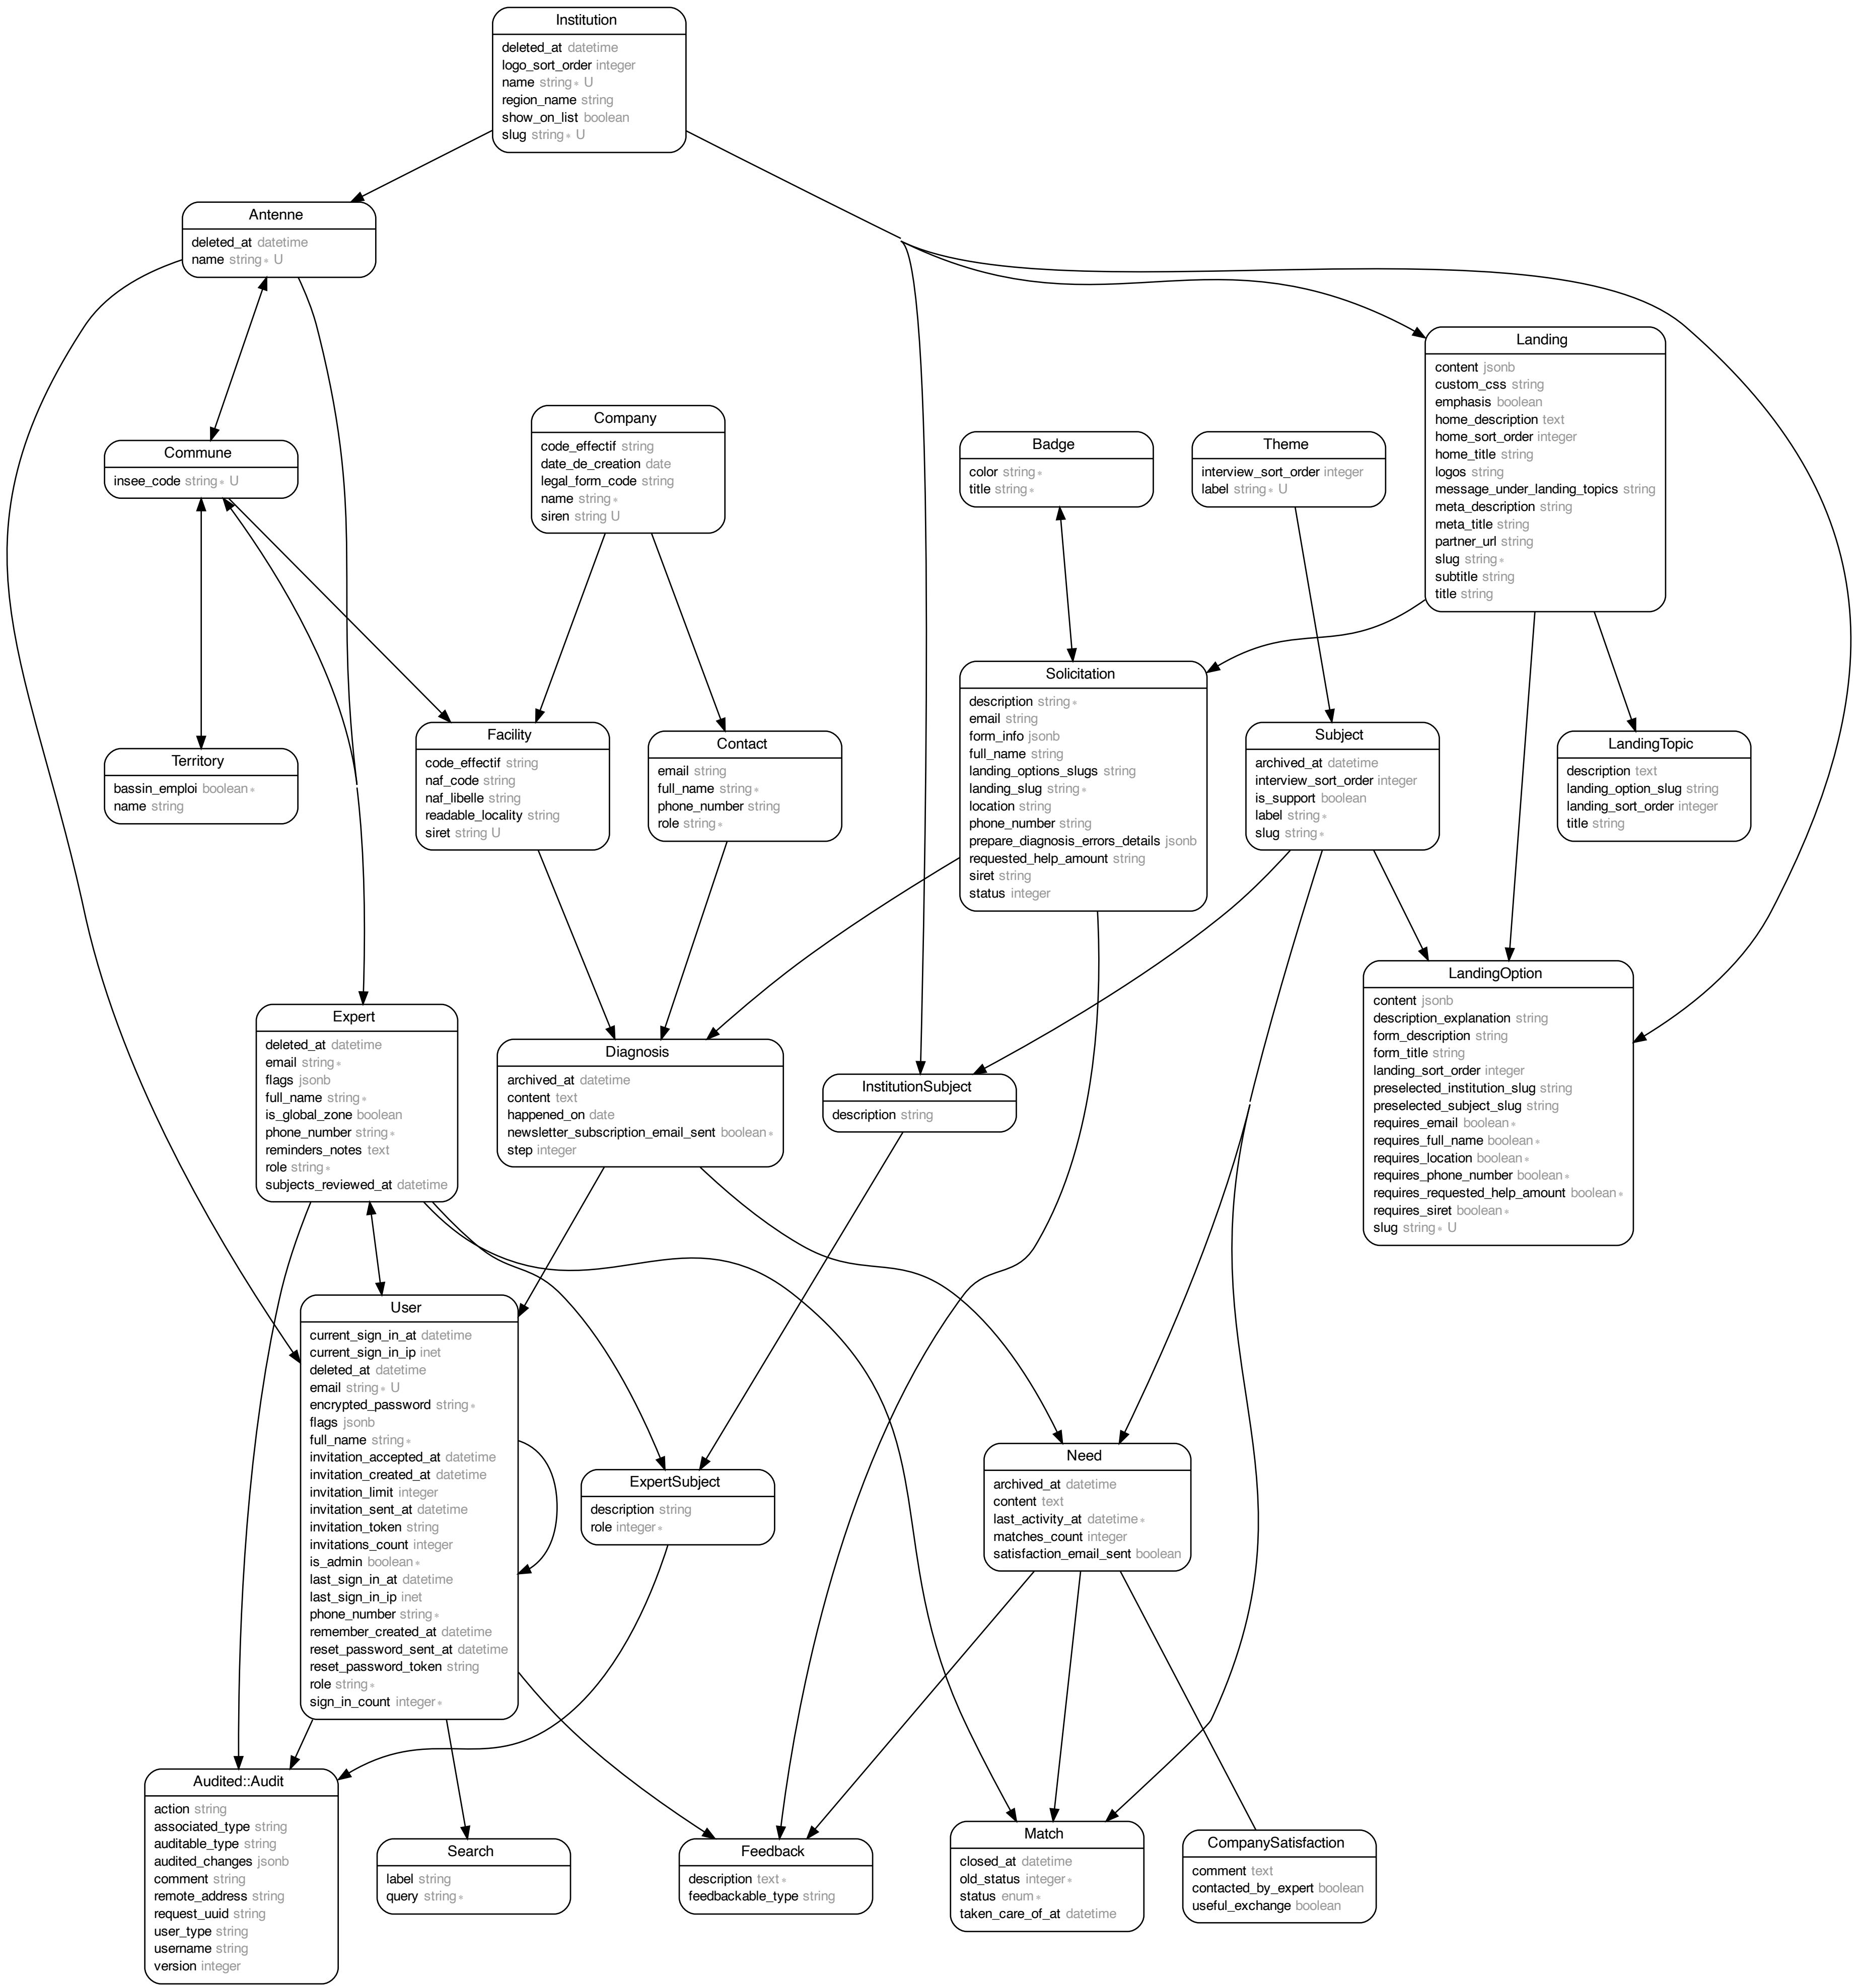 Institution
deleted_at datetime
logo_sort_order integer
name string∗ U
region_name string
show_on_list boolean
slug string∗ U
Antenne
deleted_at datetime
name string∗ U
Landing
content jsonb
custom_css string
emphasis boolean
home_description text
home_sort_order integer
home_title string
logos string
message_under_landing_topics string
meta_description string
meta_title string
partner_url string
slug string∗
subtitle string
title string
Company
code_effectif string
date_de_creation date
legal_form_code string
name string∗
siren string U
Badge
color string∗
title string∗
Theme
interview_sort_order integer
label string∗ U
Commune
insee_code string∗ U
Solicitation
description string∗
email string
form_info jsonb
full_name string
landing_options_slugs string
landing_slug string∗
location string
phone_number string
prepare_diagnosis_errors_details jsonb
requested_help_amount string
siret string
status integer
Facility
code_effectif string
naf_code string
naf_libelle string
readable_locality string
siret string U
Contact
email string
full_name string∗
phone_number string
role string∗
Subject
archived_at datetime
interview_sort_order integer
is_support boolean
label string∗
slug string∗
LandingTopic
description text
landing_option_slug string
landing_sort_order integer
title string
Territory
bassin_emploi boolean∗
name string
LandingOption
content jsonb
description_explanation string
form_description string
form_title string
landing_sort_order integer
preselected_institution_slug string
preselected_subject_slug string
requires_email boolean∗
requires_full_name boolean∗
requires_location boolean∗
requires_phone_number boolean∗
requires_requested_help_amount boolean∗
requires_siret boolean∗
slug string∗ U
Expert
deleted_at datetime
email string∗
flags jsonb
full_name string∗
is_global_zone boolean
phone_number string∗
reminders_notes text
role string∗
subjects_reviewed_at datetime
Diagnosis
archived_at datetime
content text
happened_on date
newsletter_subscription_email_sent boolean∗
step integer
InstitutionSubject
description string
User
current_sign_in_at datetime
current_sign_in_ip inet
deleted_at datetime
email string∗ U
encrypted_password string∗
flags jsonb
full_name string∗
invitation_accepted_at datetime
invitation_created_at datetime
invitation_limit integer
invitation_sent_at datetime
invitation_token string
invitations_count integer
is_admin boolean∗
last_sign_in_at datetime
last_sign_in_ip inet
phone_number string∗
remember_created_at datetime
reset_password_sent_at datetime
reset_password_token string
role string∗
sign_in_count integer∗
ExpertSubject
description string
role integer∗
Need
archived_at datetime
content text
last_activity_at datetime∗
matches_count integer
satisfaction_email_sent boolean
Audited::Audit
action string
associated_type string
auditable_type string
audited_changes jsonb
comment string
remote_address string
request_uuid string
user_type string
username string
version integer
Search
label string
query string∗
Feedback
description text∗
feedbackable_type string
Match
closed_at datetime
old_status integer∗
status enum∗
taken_care_of_at datetime
CompanySatisfaction
comment text
contacted_by_expert boolean
useful_exchange boolean